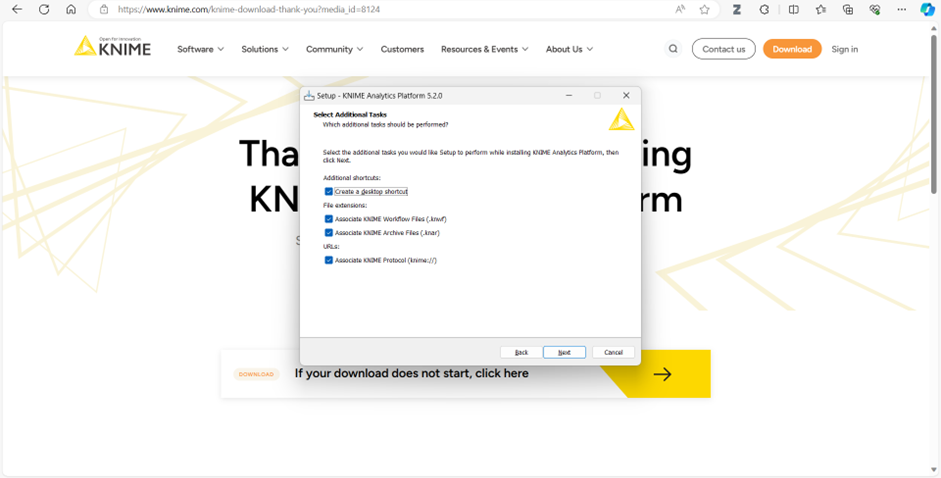 https://www.knime.com/knime-download-thank-you?media_id=8124
Open for Innovation
KNIME
Software
Solutions
Community
Customers
Resources & Events
About Us
Contact us
Download
Sign in
Setup - KNIME Analytics Platform 5.2.0
Select Additional Tasks
Which additional tasks should be performed?
Select the additional tasks you would like Setup to perform while installing KNIME Analytics Platform, then
click Next.
Additional shortcuts:
Create a desktop shortcut
File extensions:
Associate KNIME Workflow Files (.knwf)
Associate KNIME Archive Files (.knar)
URLs:
Associate KNIME Protocol (knime://)
Back
Next
Cancel
Tha
ing
KN
rm
S
DOWNLOAD
If your download does not start, click here